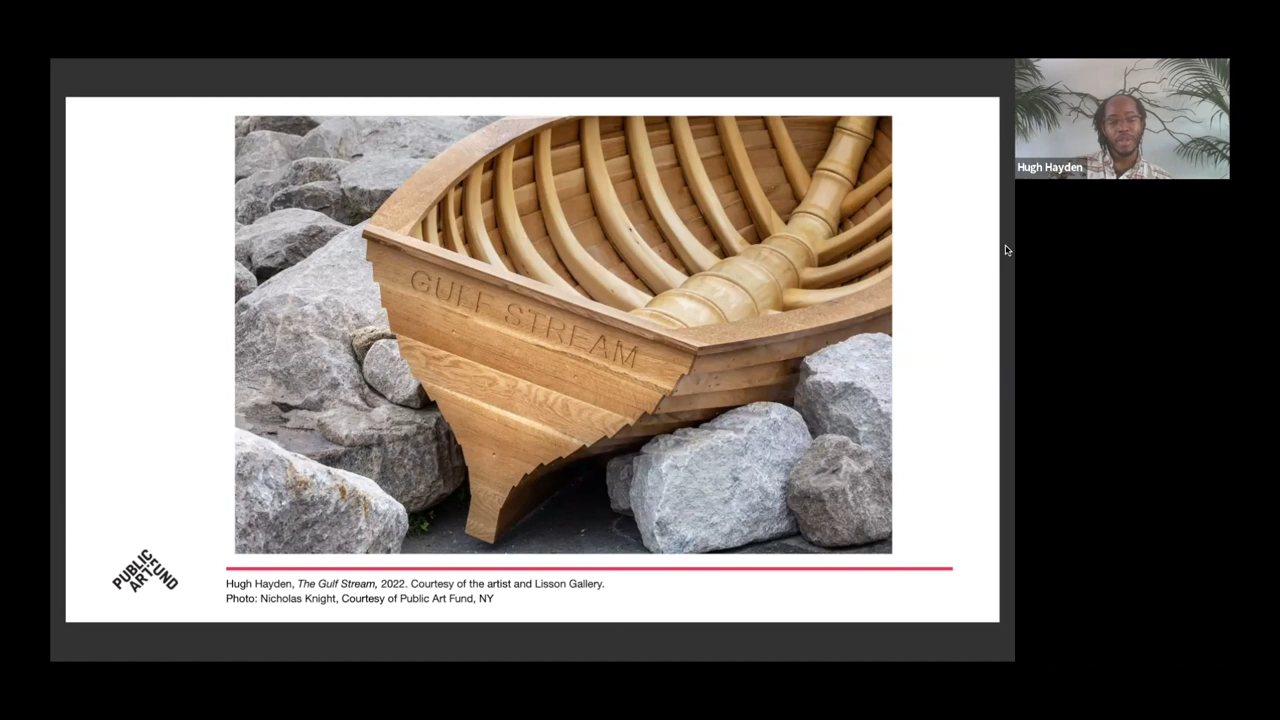 GULF STREAM
PUBLIC
ART FUND
Hugh Hayden, The Gulf Stream, 2022. Courtesy of the artist and Lisson Gallery.
Photo: Nicholas Knight, Courtesy of Public Art Fund, NY
Hugh Hayden